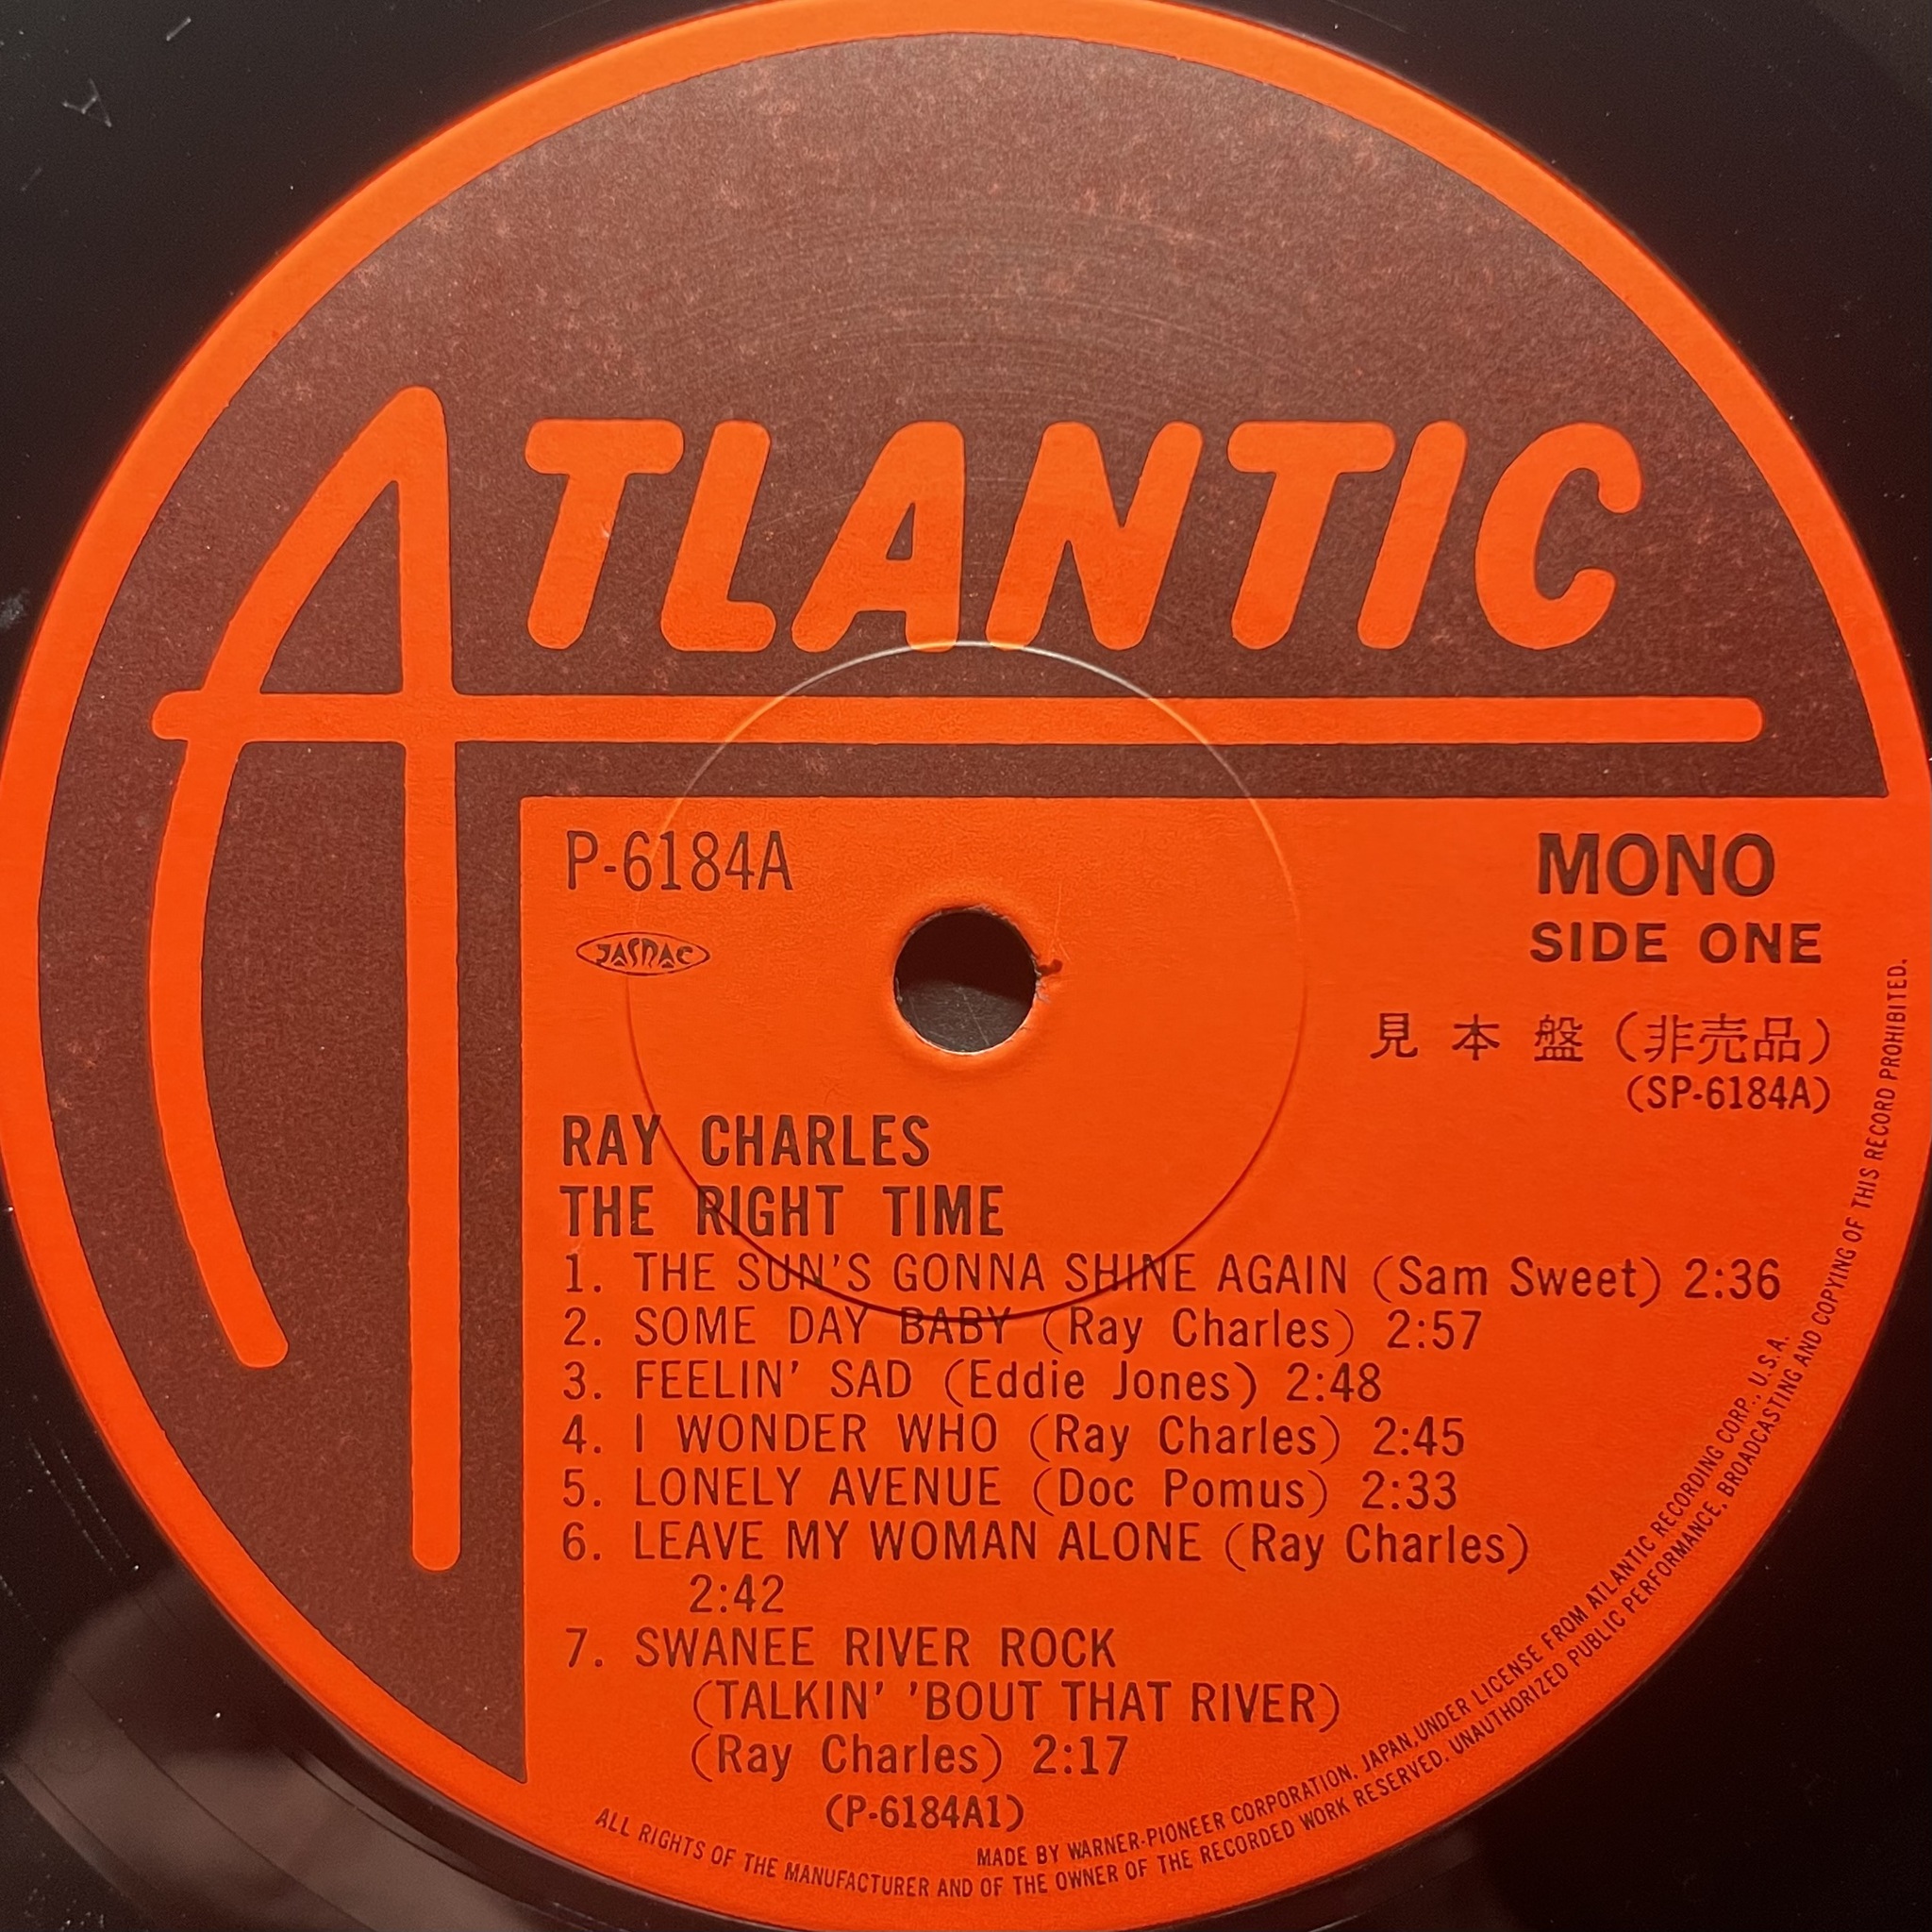 ATLANTIC
P-6184A
MONO
JASRAC
SIDE ONE
見本盤(非売品)
(SP-6184A)
RAY CHARLES
THE RIGHT TIME
1. THE SUN'S GONNA SHINE AGAIN (Sam Sweet) 2:36
2. SOME DAY BABY (Ray Charles) 2:57
3. FEELIN' SAD (Eddie Jones) 2:48
4. I WONDER WHO (Ray Charles) 2:45
5. LONELY AVENUE (Doc Pomus) 2:33
6. LEAVE MY WOMAN ALONE (Ray Charles)
2:42
7. SWANEE RIVER ROCK
(TALKIN' 'BOUT THAT RIVER)
(Ray Charles) 2:17
(P-6184A1)
MADE BY WARNER-PIONEER CORPORATION, JAPAN, UNDER LICENSE FROM ATLANTIC RECORDING CORP., U.S.A.
ALL RIGHTS OF THE MANUFACTURER AND OF THE OWNER OF THE RECORDED WORK RESERVED. UNAUTHORIZED PUBLIC PERFORMANCE, BROADCASTING AND COPYING OF THIS RECORD PROHIBITED.